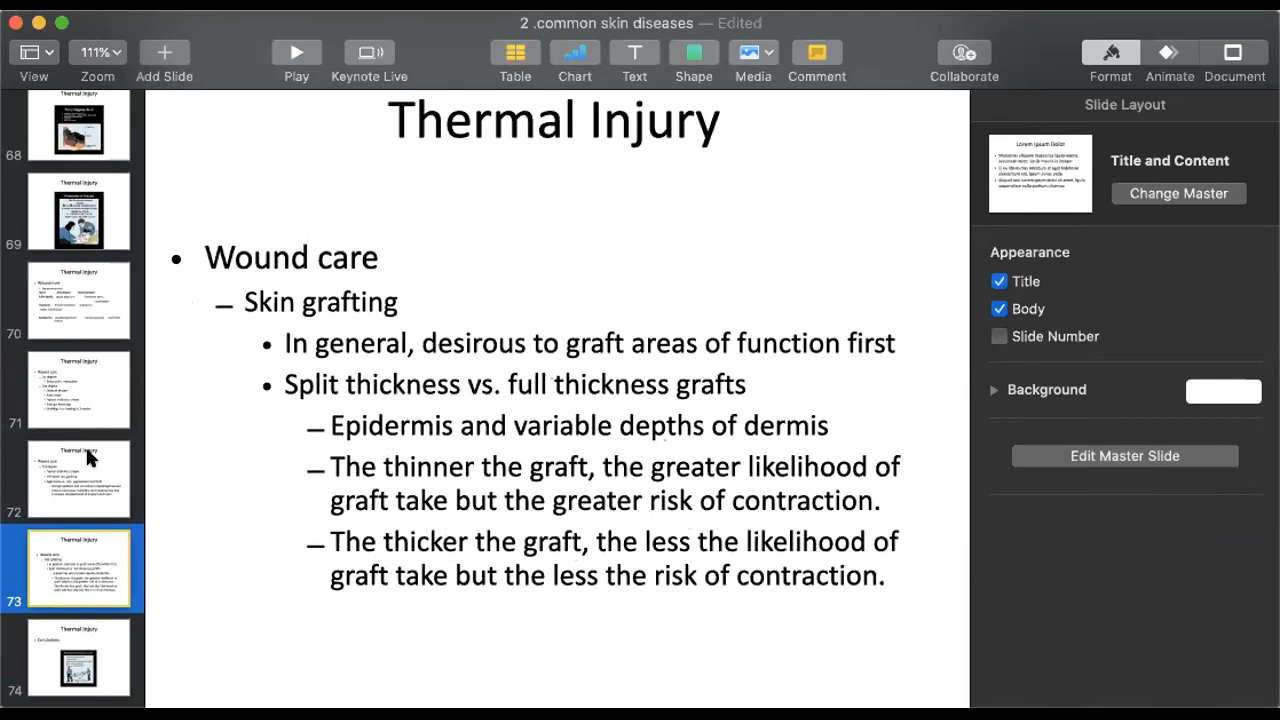 2 .common skin diseases — Edited
111%
View
Zoom
Add Slide
Play
Keynote Live
Table
Chart
Text
Shape
Media
Comment
Collaborate
Format
Animate
Document
Thermal Injury
68
Thermal Injury
69
Thermal Injury
70
Thermal Injury
71
Thermal Injury
72
Thermal Injury
73
Thermal Injury
74
Thermal Injury
• Wound care
– Skin grafting
• In general, desirous to graft areas of function first
• Split thickness vs. full thickness grafts
– Epidermis and variable depths of dermis
– The thinner the graft, the greater likelihood of
graft take but the greater risk of contraction.
– The thicker the graft, the less the likelihood of
graft take but the less the risk of contraction.
Slide Layout
Lorem Ipsum Dolor
Title and Content
Change Master
Appearance
Title
Body
Slide Number
Background
Edit Master Slide